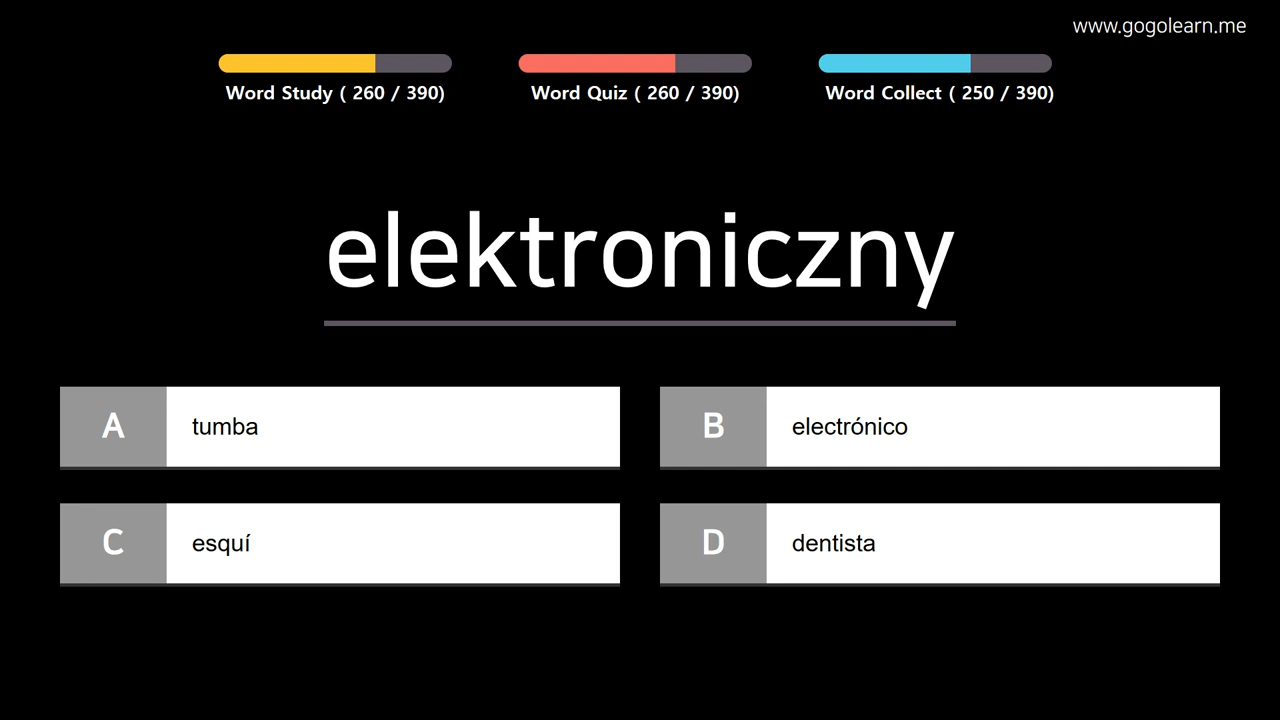 www.gogolearn.me
Word Study ( 260 / 390)
Word Quiz ( 260 / 390)
Word Collect ( 250 / 390)
elektroniczny
A tumba
B electrónico
C esquí
D dentista